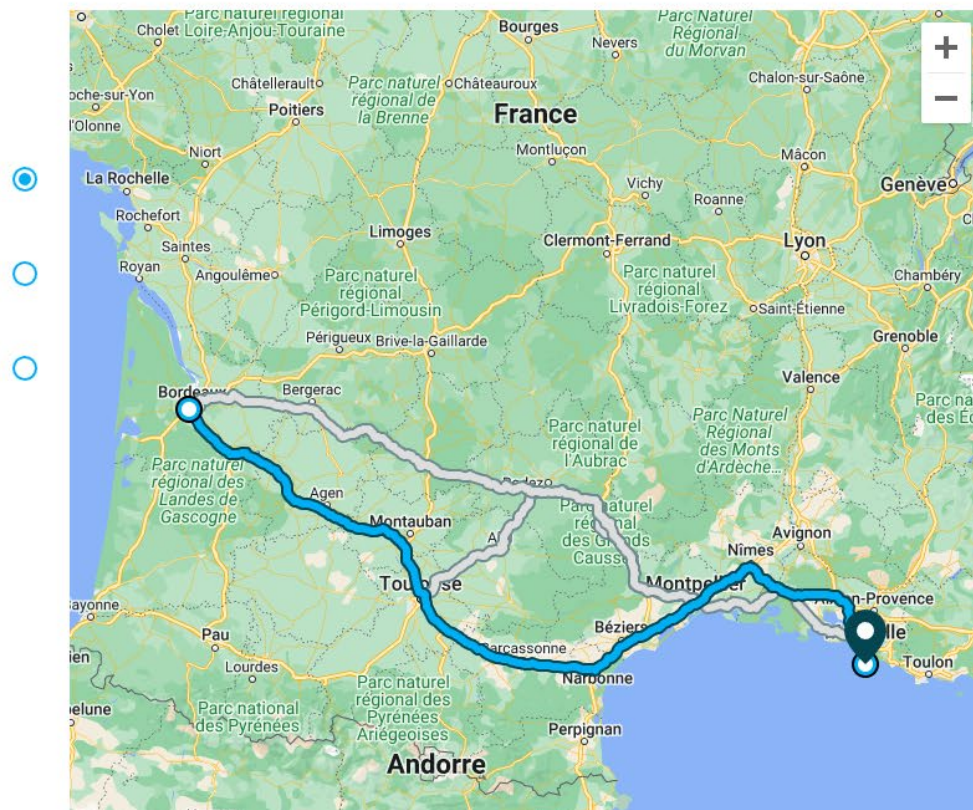 Parc naturel régional
Loire-Anjou-Touraine
Cholet
Bourges
Nevers
Parc Naturel
Régional
du Morvan
Châtellerault
Parc naturel
régional de
la Brenne
Châteauroux
Chalon-sur-Saône
oche-sur-Yon
d'Olonne
Poitiers
France
Niort
Montluçon
Mâcon
La Rochelle
Vichy
Roanne
Genève
Rochefort
Saintes
Limoges
Clermont-Ferrand
Lyon
Royan
Angoulême
Parc naturel
régional
Périgord-Limousin
Parc naturel
régional
Livradois-Forez
Chambéry
Saint-Étienne
Périgueux
Brive-la-Gaillarde
Grenoble
Bergerac
Valence
Parc na
des É
Parc naturel
régional de
l'Aubrac
Parc Naturel
Régional
des Monts
d'Ardèche...
Parc naturel
régional des
Landes de
Gascogne
Agen
Montauban
Avignon
Nîmes
Montpellier
Béziers
Bayonne
Pau
Lourdes
Narbonne
Toulon
Parc national
des Pyrénées
Parc naturel
régional des
Pyrénées
Ariégeoises
Perpignan
Andorre